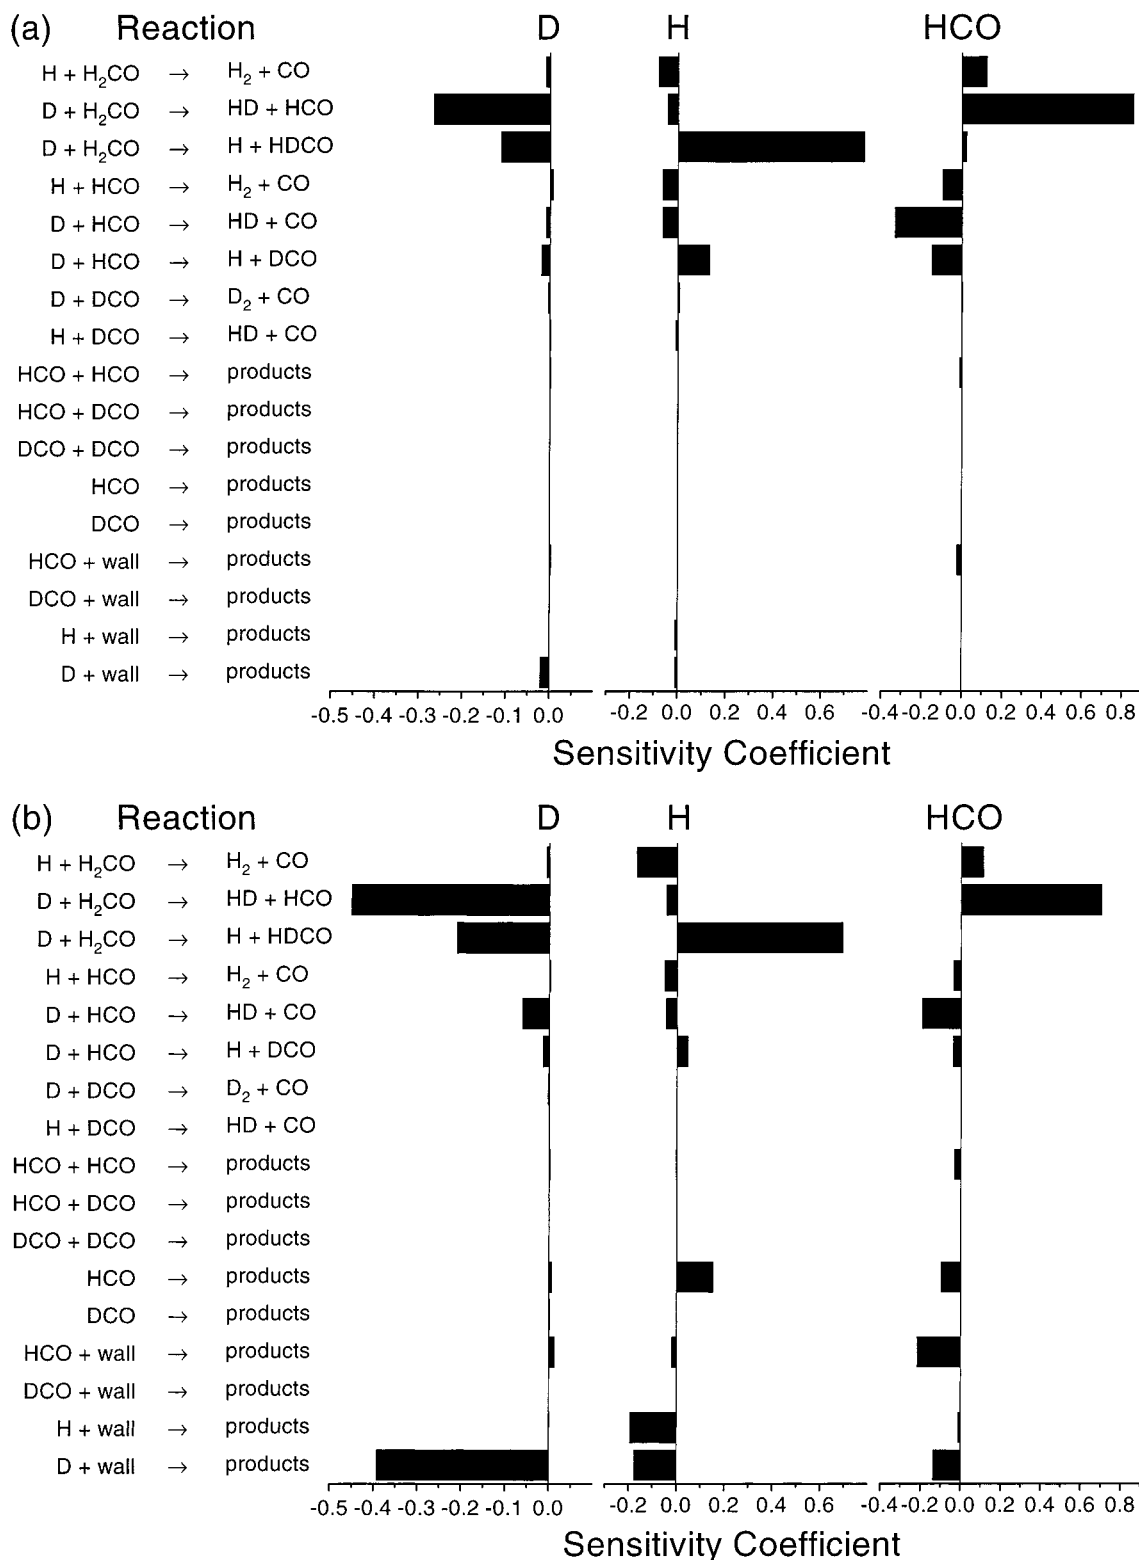 (a) Reaction D H HCO
H + H₂CO → H₂ + CO
D + H₂CO → HD + HCO
D + H₂CO → H + HDCO
H + HCO → H₂ + CO
D + HCO → HD + CO
D + HCO → H + DCO
D + DCO → D₂ + CO
H + DCO → HD + CO
HCO + HCO → products
HCO + DCO → products
DCO + DCO → products
HCO → products
DCO → products
HCO + wall → products
DCO + wall → products
H + wall → products
D + wall → products
-0.5 -0.4 -0.3 -0.2 -0.1 0.0 -0.2 0.0 0.2 0.4 0.6 -0.4 -0.2 0.0 0.2 0.4 0.6 0.8
Sensitivity Coefficient
(b) Reaction D H HCO
H + H₂CO → H₂ + CO
D + H₂CO → HD + HCO
D + H₂CO → H + HDCO
H + HCO → H₂ + CO
D + HCO → HD + CO
D + HCO → H + DCO
D + DCO → D₂ + CO
H + DCO → HD + CO
HCO + HCO → products
HCO + DCO → products
DCO + DCO → products
HCO → products
DCO → products
HCO + wall → products
DCO + wall → products
H + wall → products
D + wall → products
-0.5 -0.4 -0.3 -0.2 -0.1 0.0 -0.2 0.0 0.2 0.4 0.6 -0.4 -0.2 0.0 0.2 0.4 0.6 0.8
Sensitivity Coefficient